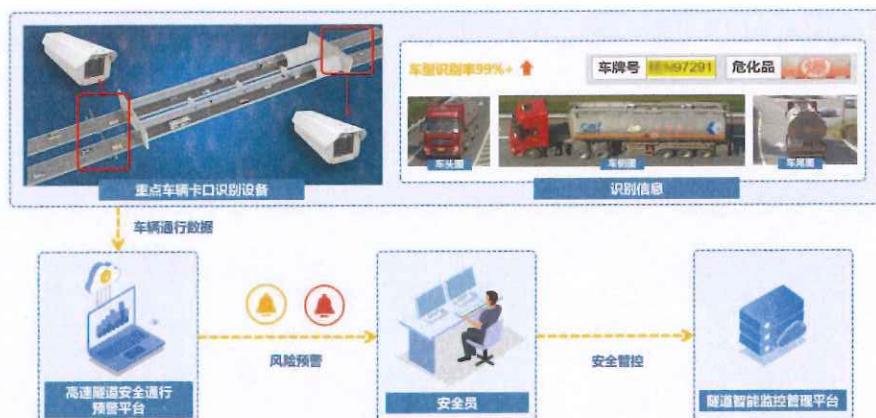 车型识别率99%+
车牌号
97291
危化品
车头图
车侧图
车尾图
重点车辆卡口识别设备
识别信息
车辆通行数据
风险预警
安全管控
高速隧道安全通行
预警平台
安全员
隧道智能监控管理平台